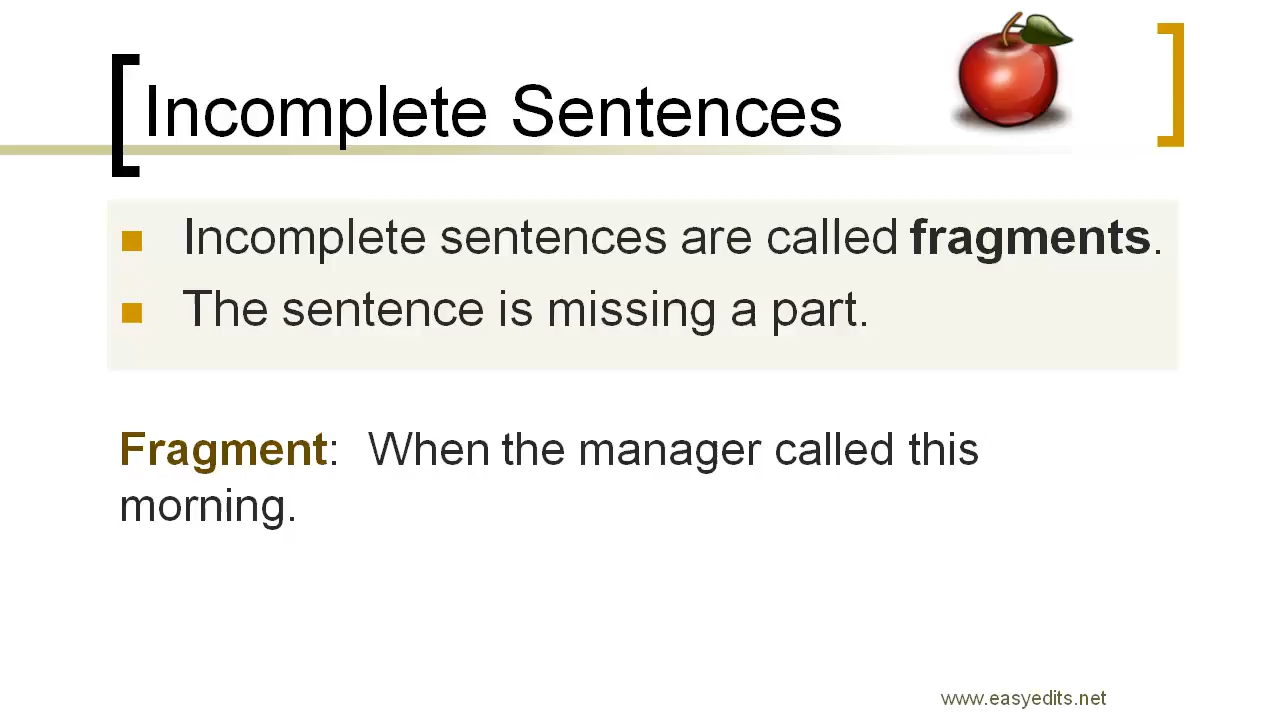 Incomplete Sentences
Incomplete sentences are called fragments.
The sentence is missing a part.
Fragment: When the manager called this
morning.
www.easyedits.net